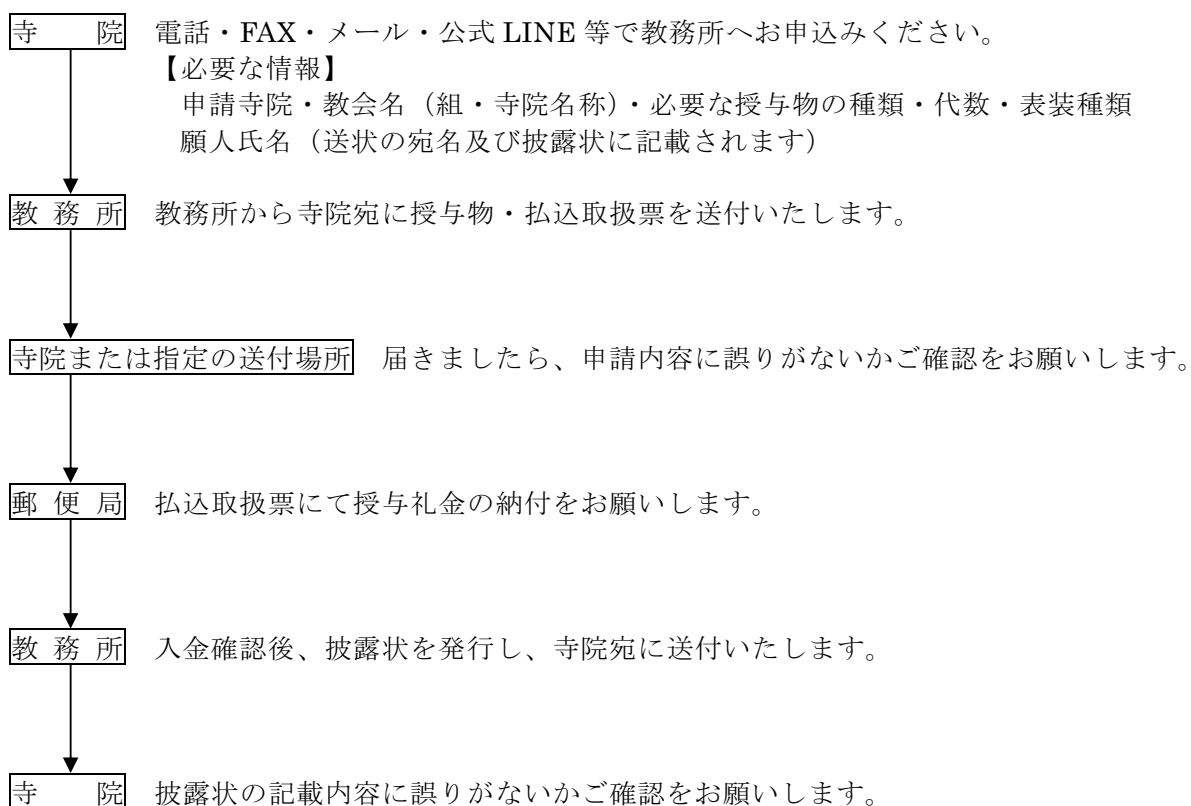 寺　　院　電話・FAX・メール・公式 LINE 等で教務所へお申込みください。
【必要な情報】
申請寺院・教会名（組・寺院名称）・必要な授与物の種類・代数・表装種類
願人氏名（送状の宛名及び披露状に記載されます）
教 務 所　教務所から寺院宛に授与物・払込取扱票を送付いたします。
寺院または指定の送付場所　届きましたら、申請内容に誤りがないかご確認をお願いします。
郵 便 局　払込取扱票にて授与礼金の納付をお願いします。
教 務 所　入金確認後、披露状を発行し、寺院宛に送付いたします。
寺　　院　披露状の記載内容に誤りがないかご確認をお願いします。